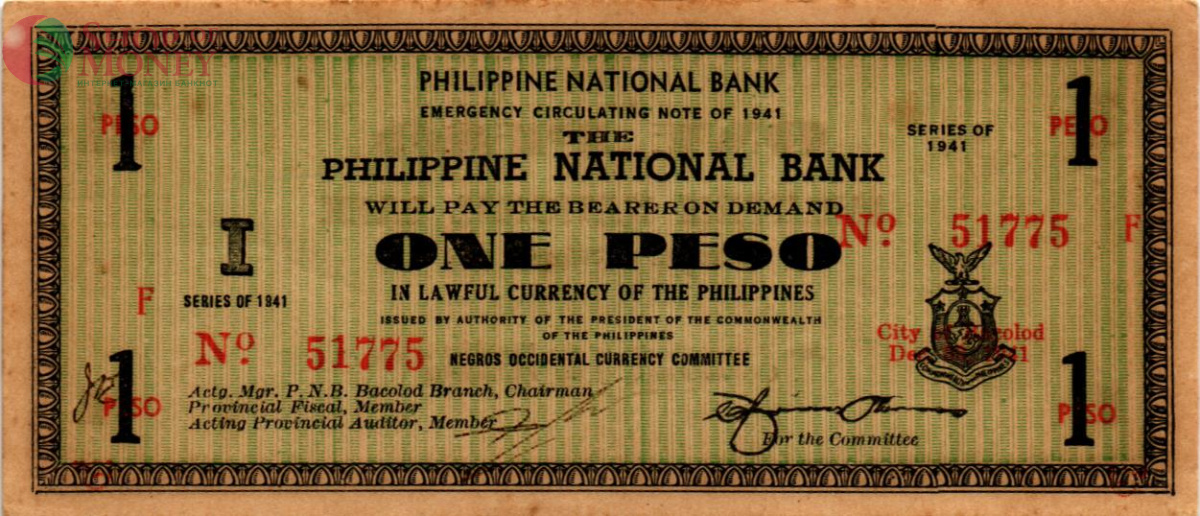 MONEY
1 PESO
PHILIPPINE NATIONAL BANK
EMERGENCY CIRCULATING NOTE OF 1941
THE
PHILIPPINE NATIONAL BANK
SERIES OF
1941
1 PESO
WILL PAY THE BEARER ON DEMAND
Nº 51775 F
I
ONE PESO
F
SERIES OF 1941
IN LAWFUL CURRENCY OF THE PHILIPPINES
ISSUED BY AUTHORITY OF THE PRESIDENT OF THE COMMONWEALTH
OF THE PHILIPPINES
Nº 51775
NEGROS OCCIDENTAL CURRENCY COMMITTEE
City Bacolod
1 PESO
Actg. Mgr. P. N. B. Bacolod Branch, Chairman
Provincial Fiscal, Member
Acting Provincial Auditor, Member
For the Committee
1 PESO